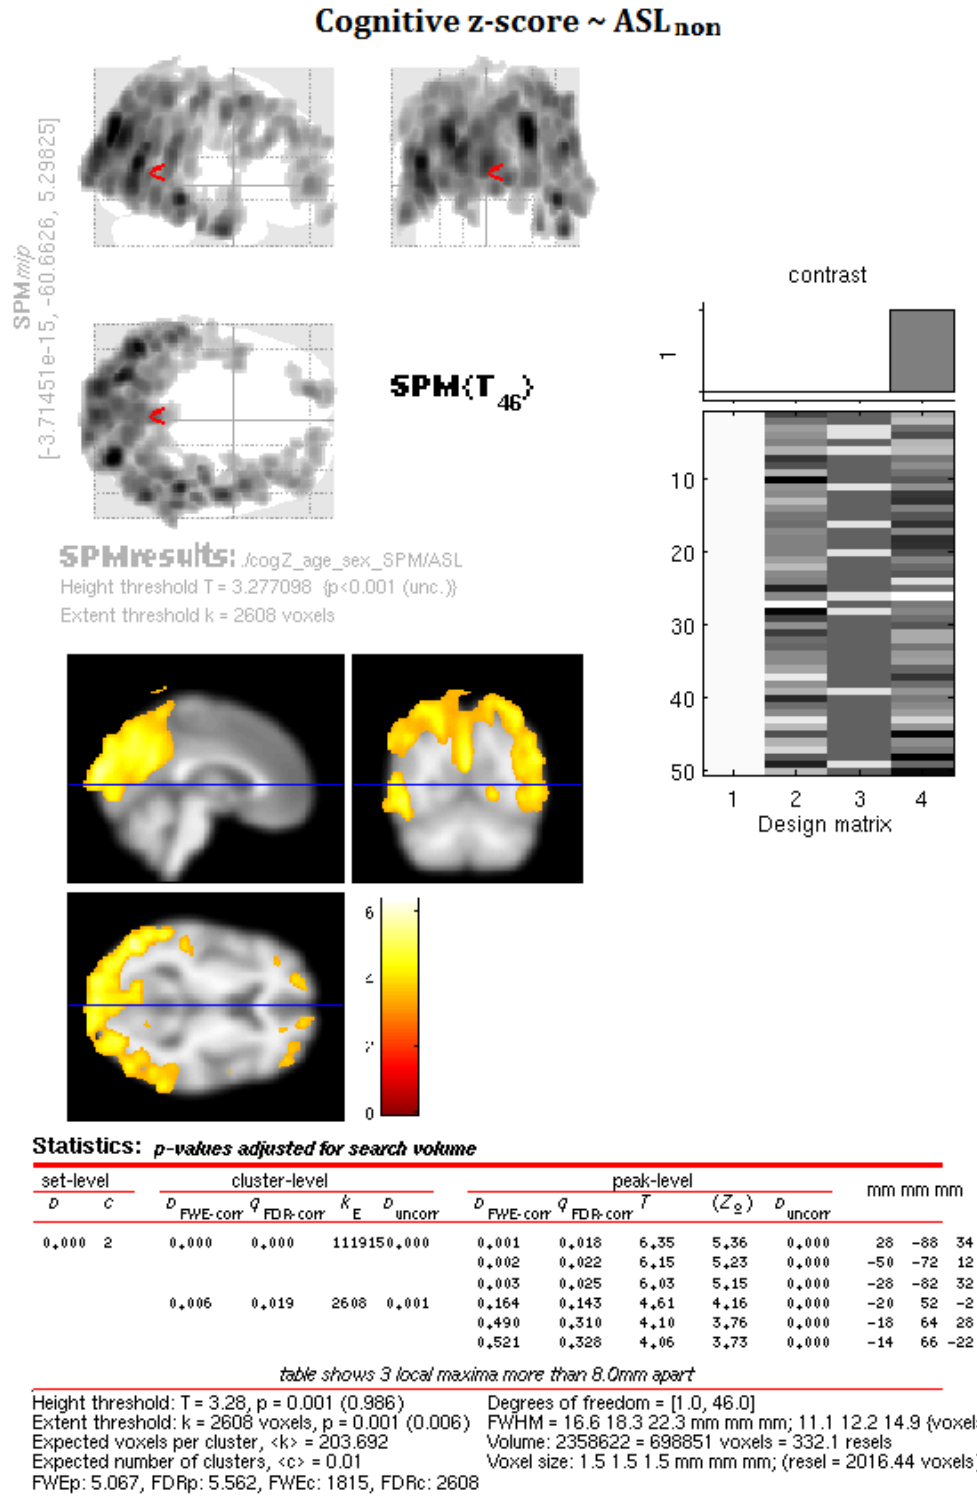 Cognitive z-score ~ ASLnon
SPMmip
[-3.71451e-15, -60.6626, 5.29825]
SPM{T46}
SPMresults: ./cogZ_age_sex_SPM/ASL
Height threshold T = 3.277098 {p<0.001 (unc.)}
Extent threshold k = 2608 voxels
contrast
1
10
20
30
40
50
1 2 3 4
Design matrix
6
4
2
0
Statistics: p-values adjusted for search volume
set-level cluster-level peak-level mm mm mm
p c pFWE-corr qFDR-corr kE puncorr pFWE-corr qFDR-corr T (Z≡) puncorr
0.000 2 0.000 0.000 111915 0.000 0.001 0.018 6.35 5.36 0.000 28 -88 34
0.002 0.022 6.15 5.23 0.000 -50 -72 12
0.003 0.025 6.03 5.15 0.000 -28 -82 32
0.006 0.019 2608 0.001 0.164 0.143 4.61 4.16 0.000 -20 52 -2
0.490 0.310 4.10 3.76 0.000 -18 64 28
0.521 0.328 4.06 3.73 0.000 -14 66 -22
table shows 3 local maxima more than 8.0mm apart
Height threshold: T = 3.28, p = 0.001 (0.986)
Extent threshold: k = 2608 voxels, p = 0.001 (0.006)
Expected voxels per cluster, <k> = 203.692
Expected number of clusters, <c> = 0.01
FWEp: 5.067, FDRp: 5.562, FWEc: 1815, FDRc: 2608
Degrees of freedom = [1.0, 46.0]
FWHM = 16.6 18.3 22.3 mm mm mm; 11.1 12.2 14.9 {voxels
Volume: 2358622 = 698851 voxels = 332.1 resels
Voxel size: 1.5 1.5 1.5 mm mm mm; (resel = 2016.44 voxels)